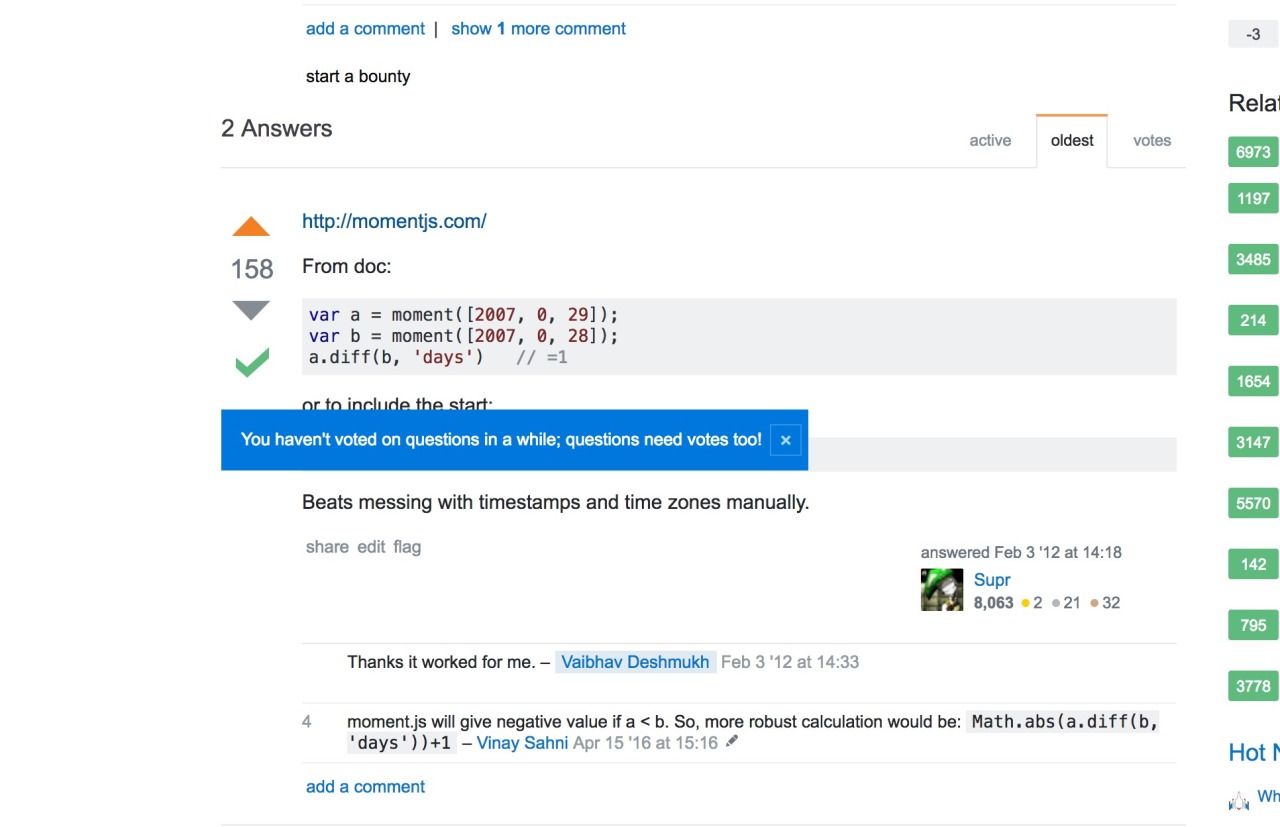 add a comment | show 1 more comment
start a bounty
2 Answers
active oldest votes
http://momentjs.com/
158
From doc:
var a = moment([2007, 0, 29]);
var b = moment([2007, 0, 28]);
a.diff(b, 'days')   // =1
or to include the start:
You haven't voted on questions in a while; questions need votes too! ×
Beats messing with timestamps and time zones manually.
share edit flag
answered Feb 3 '12 at 14:18
Supr
8,063 ●2 ●21 ●32
Thanks it worked for me. – Vaibhav Deshmukh Feb 3 '12 at 14:33
4 moment.js will give negative value if a < b. So, more robust calculation would be: Math.abs(a.diff(b,
'days'))+1 – Vinay Sahni Apr 15 '16 at 15:16
add a comment
-3
Relat
6973
1197
3485
214
1654
3147
5570
142
795
3778
Hot N
Wh